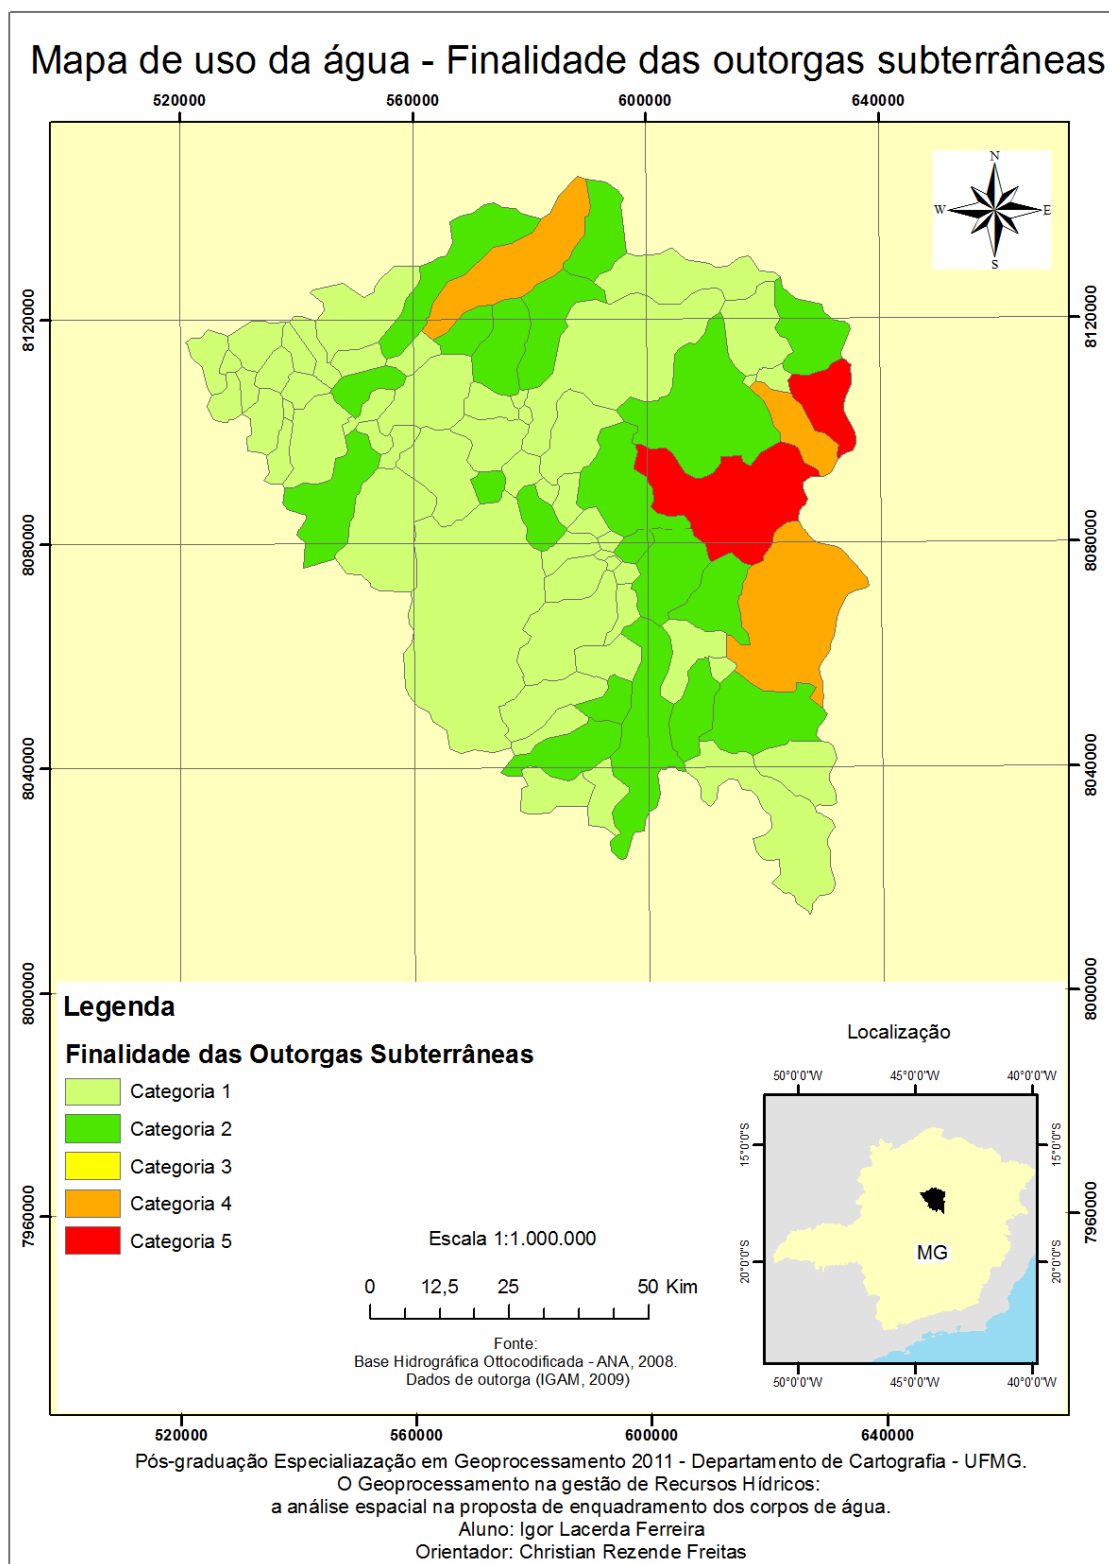 Mapa de uso da água - Finalidade das outorgas subterrâneas
520000 560000 600000 640000
N
W E
S
8120000 8120000
8080000 8080000
8040000 8040000
8000000 8000000
7960000 7960000
Legenda
Finalidade das Outorgas Subterrâneas
Categoria 1
Categoria 2
Categoria 3
Categoria 4
Categoria 5
Escala 1:1.000.000
0 12,5 25 50 Kim
Fonte:
Base Hidrográfica Ottocodificada - ANA, 2008.
Dados de outorga (IGAM, 2009)
Localização
50°0'0"W 45°0'0"W 40°0'0"W
15°0'0"S 15°0'0"S
MG
20°0'0"S 20°0'0"S
50°0'0"W 45°0'0"W 40°0'0"W
520000 560000 600000 640000
Pós-graduação Especialiazação em Geoprocessamento 2011 - Departamento de Cartografia - UFMG.
O Geoprocessamento na gestão de Recursos Hídricos:
a análise espacial na proposta de enquadramento dos corpos de água.
Aluno: Igor Lacerda Ferreira
Orientador: Christian Rezende Freitas